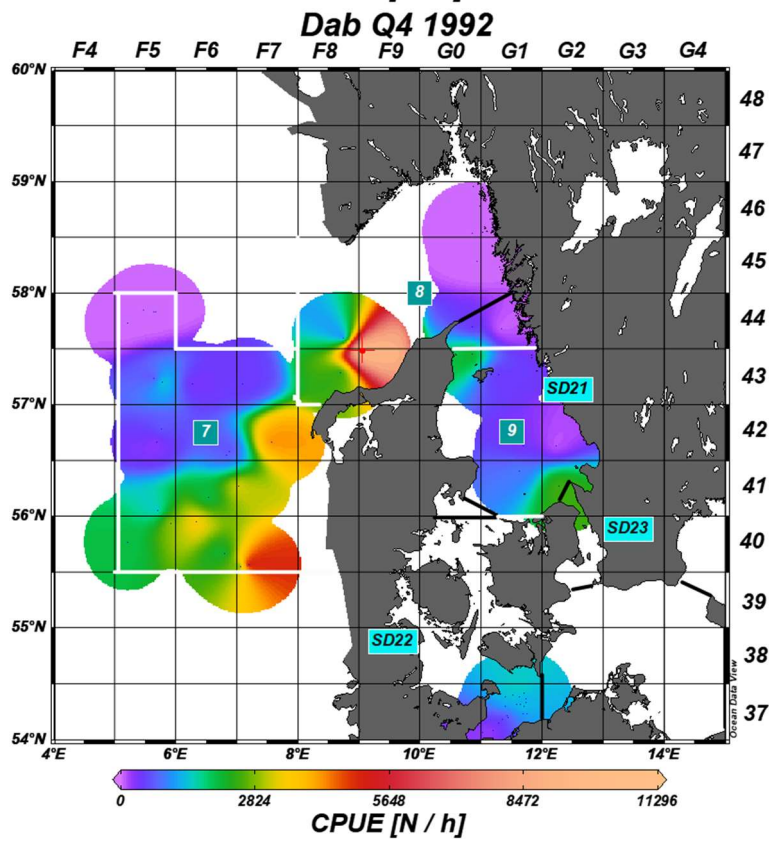 Dab Q4 1992
F4 F5 F6 F7 F8 F9 G0 G1 G2 G3 G4
60°N
48
47
59°N
46
45
8
58°N
44
43
SD21
57°N
7
9
42
41
56°N
SD23
40
39
55°N
SD22
38
37
54°N
Ocean Data View
4°E 6°E 8°E 10°E 12°E 14°E
0 2824 5648 8472 11296
CPUE [N / h]